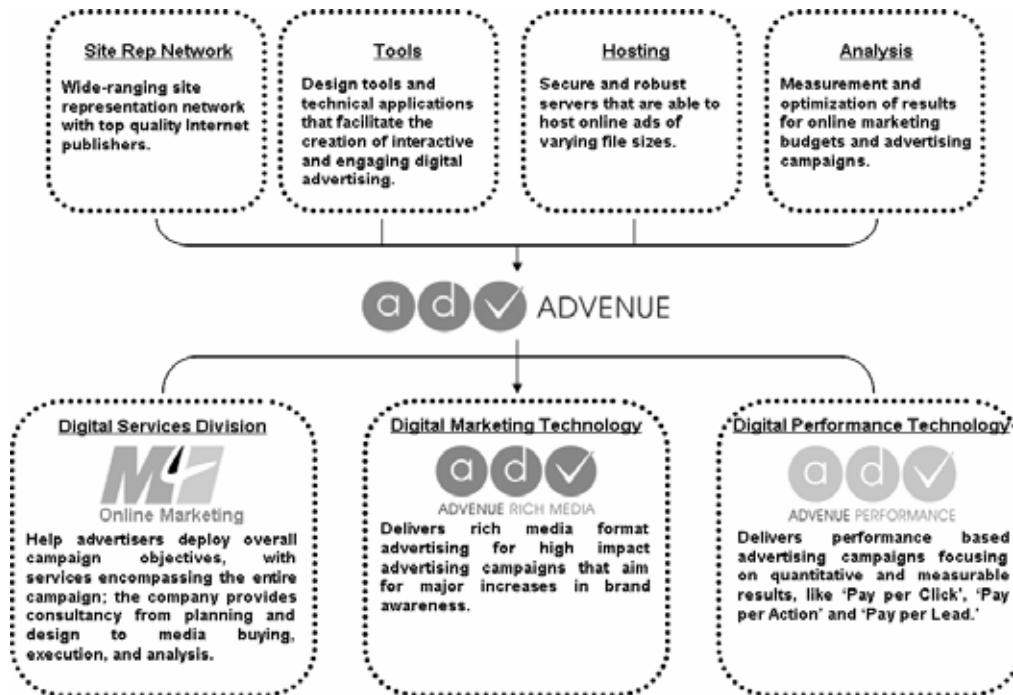 Site Rep Network
Wide-ranging site
representation network
with top quality Internet
publishers.
Tools
Design tools and
technical applications
that facilitate the
creation of interactive
and engaging digital
advertising.
Hosting
Secure and robust
servers that are able to
host online ads of
varying file sizes.
Analysis
Measurement and
optimization of results
for online marketing
budgets and advertising
campaigns.
ad ADVENUE
Digital Services Division
M4
Online Marketing
Help advertisers deploy overall
campaign objectives, with
services encompassing the entire
campaign; the company provides
consultancy from planning and
design to media buying,
execution, and analysis.
Digital Marketing Technology
ad
ADVENUE RICH MEDIA
Delivers rich media format
advertising for high impact
advertising campaigns that aim
for major increases in brand
awareness.
Digital Performance Technology
ad
ADVENUE PERFORMANCE
Delivers performance based
advertising campaigns focusing
on quantitative and measurable
results, like ‘Pay per Click’, ‘Pay
per Action’ and ‘Pay per Lead.’